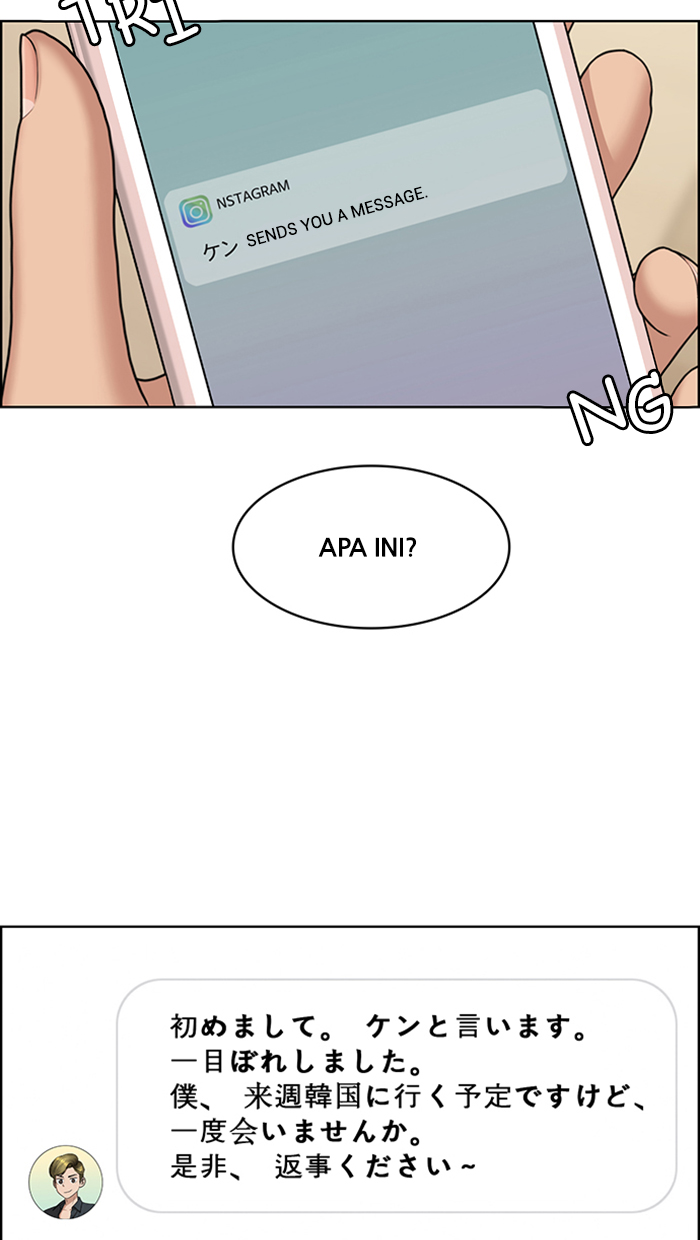 TRI
NSTAGRAM
ケン SENDS YOU A MESSAGE.
NG
APA INI?
初めまして。 ケンと言います。
一目ぼれしました。
僕、 来週韓国に行く予定ですけど、
一度会いませんか。
是非、 返事ください~